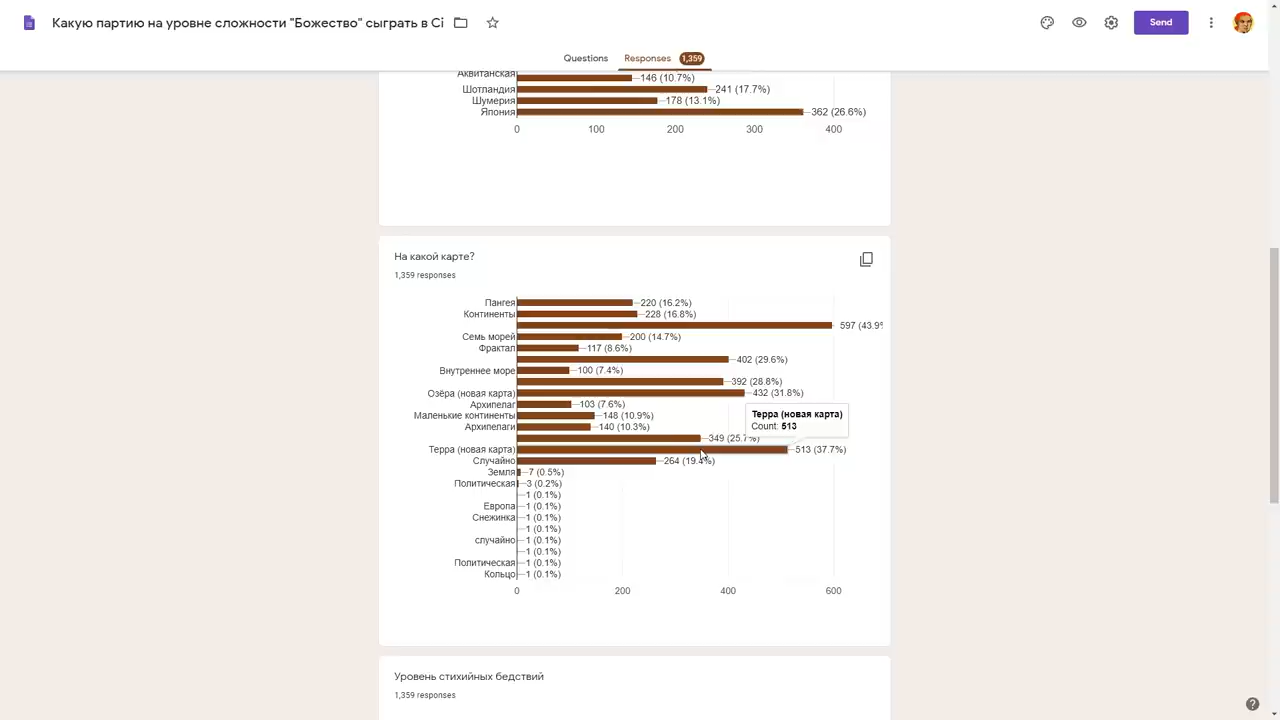 Какую партию на уровне сложности "Божество" сыграть в Ci
Send
Questions Responses 1,359
Аквитанская 146 (10.7%)
Шотландия 241 (17.7%)
Шумерия 178 (13.1%)
Япония 362 (26.6%)
0 100 200 300 400
На какой карте?
1,359 responses
Пангея 220 (16.2%)
Континенты 228 (16.8%)
597 (43.9%
Семь морей 200 (14.7%)
Фрактал 117 (8.6%)
402 (29.6%)
Внутреннее море 100 (7.4%)
392 (28.8%)
Озёра (новая карта) 432 (31.8%)
Архипелаг 103 (7.6%)
Маленькие континенты 148 (10.9%)
Архипелаги 140 (10.3%)
349 (25.7%)
Терра (новая карта) 513 (37.7%)
Терра (новая карта)
Count: 513
Случайно 264 (19.4%)
Земля 7 (0.5%)
Политическая 3 (0.2%)
1 (0.1%)
Европа 1 (0.1%)
Снежинка 1 (0.1%)
1 (0.1%)
случайно 1 (0.1%)
1 (0.1%)
Политическая 1 (0.1%)
Кольцо 1 (0.1%)
0 200 400 600
Уровень стихийных бедствий
1,359 responses